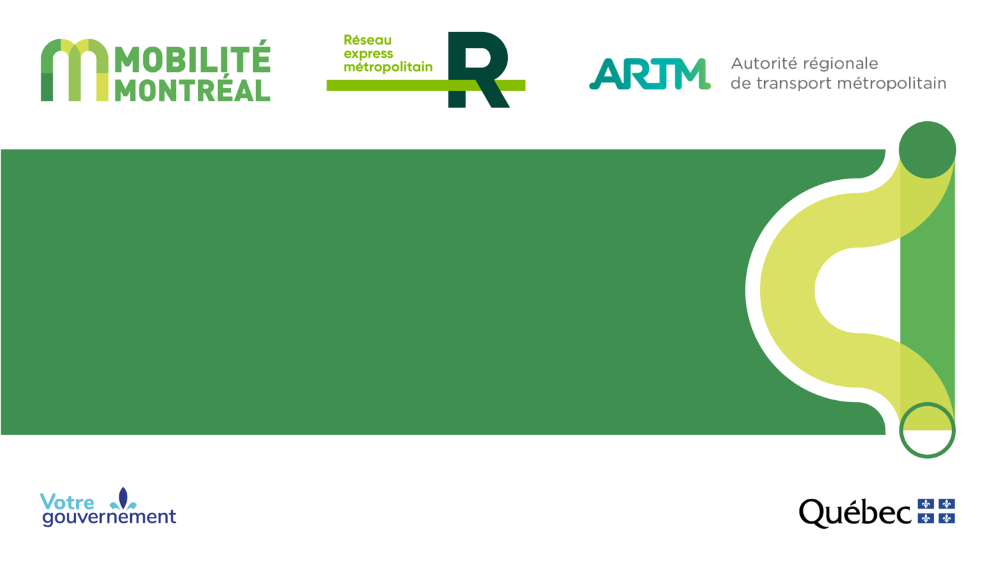 MOBILITÉ
MONTRÉAL
Réseau
express
métropolitain
R
ARTM
Autorité régionale
de transport métropolitain
Votre
gouvernement
Québec